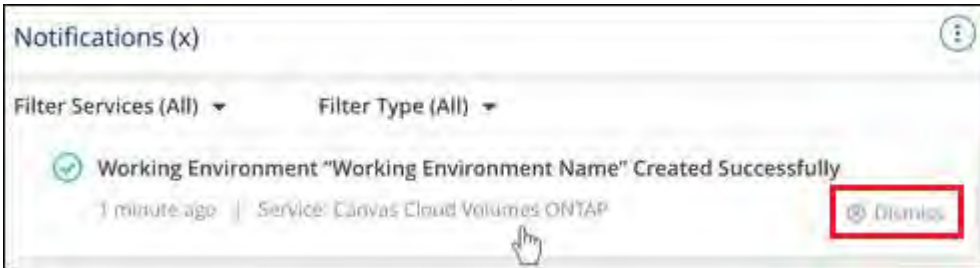 Notifications (x)
Filter Services (All) Filter Type (All)
Working Environment "Working Environment Name" Created Successfully
1 minute ago | Service: Canvas Cloud Volumes ONTAP Dismiss